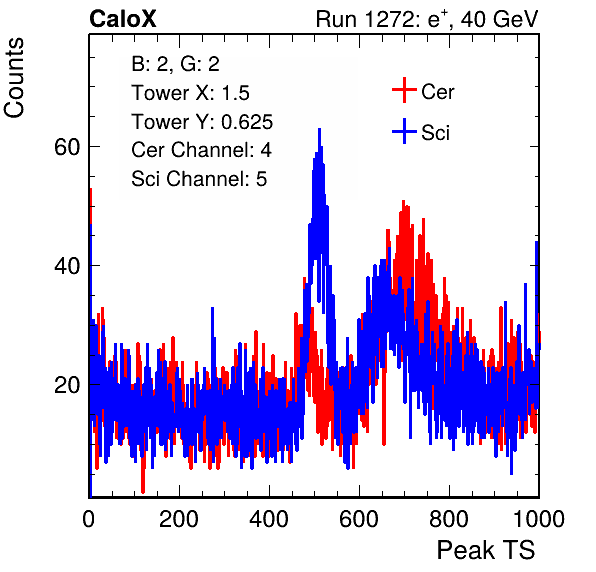 CaloX Run 1272: e⁺, 40 GeV
Counts
B: 2, G: 2
Tower X: 1.5
Tower Y: 0.625
Cer Channel: 4
Sci Channel: 5
Cer
Sci
60
40
20
0 200 400 600 800 1000
Peak TS